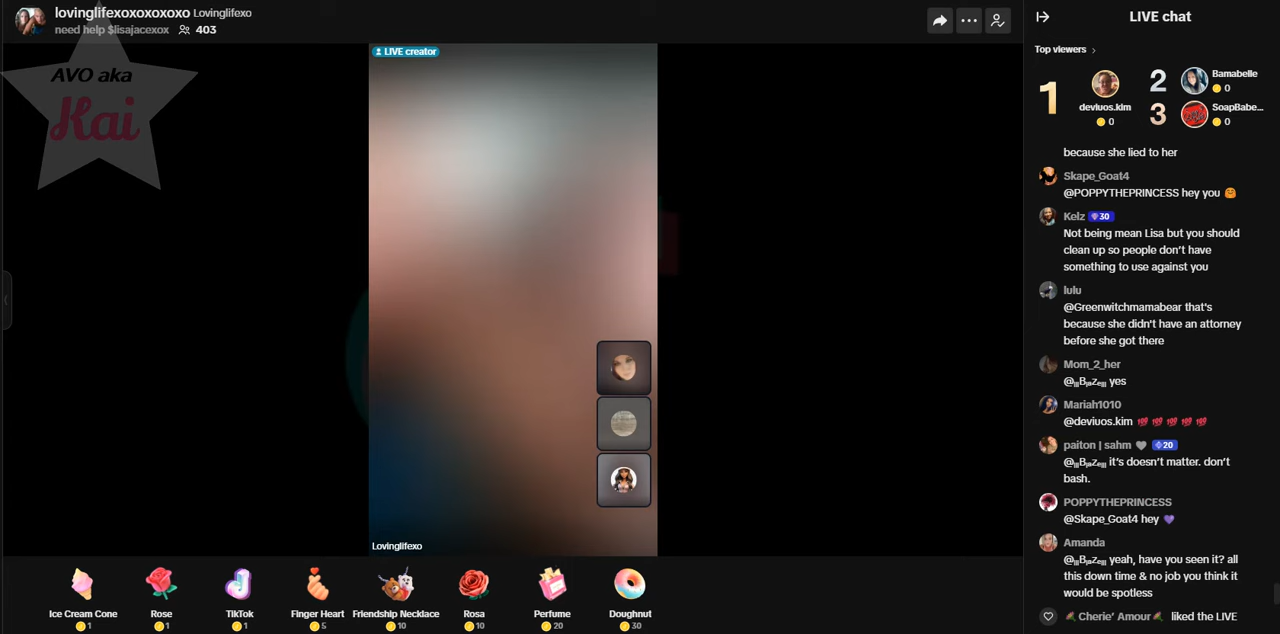 lovinglifexoxoxoxoxo Lovinglifexo
need help $lisajacexox 403
AVO aka
Kai
LIVE creator
Lovinglifexo
Ice Cream Cone
1
Rose
1
TikTok
1
Finger Heart
5
Friendship Necklace
10
Rosa
10
Perfume
20
Doughnut
30
LIVE chat
Top viewers
1
deviuos.kim
0
2
Bamabelle
0
3
SoapBabe...
0
because she lied to her
Skape_Goat4
@POPPYTHEPRINCESS hey you 🤗
Kelz 30
Not being mean Lisa but you should
clean up so people don't have
something to use against you
lulu
@Greenwitchmamabear that's
because she didn't have an attorney
before she got there
Mom_2_her
yes
Mariah1010
@deviuos.kim 💯 💯 💯 💯 💯
paiton | sahm 🩶 20
it's doesn't matter. don't
bash.
POPPYTHEPRINCESS
@Skape_Goat4 hey 💜
Amanda
yeah, have you seen it? all
this down time & no job you think it
would be spotless
Cherie' Amour liked the LIVE